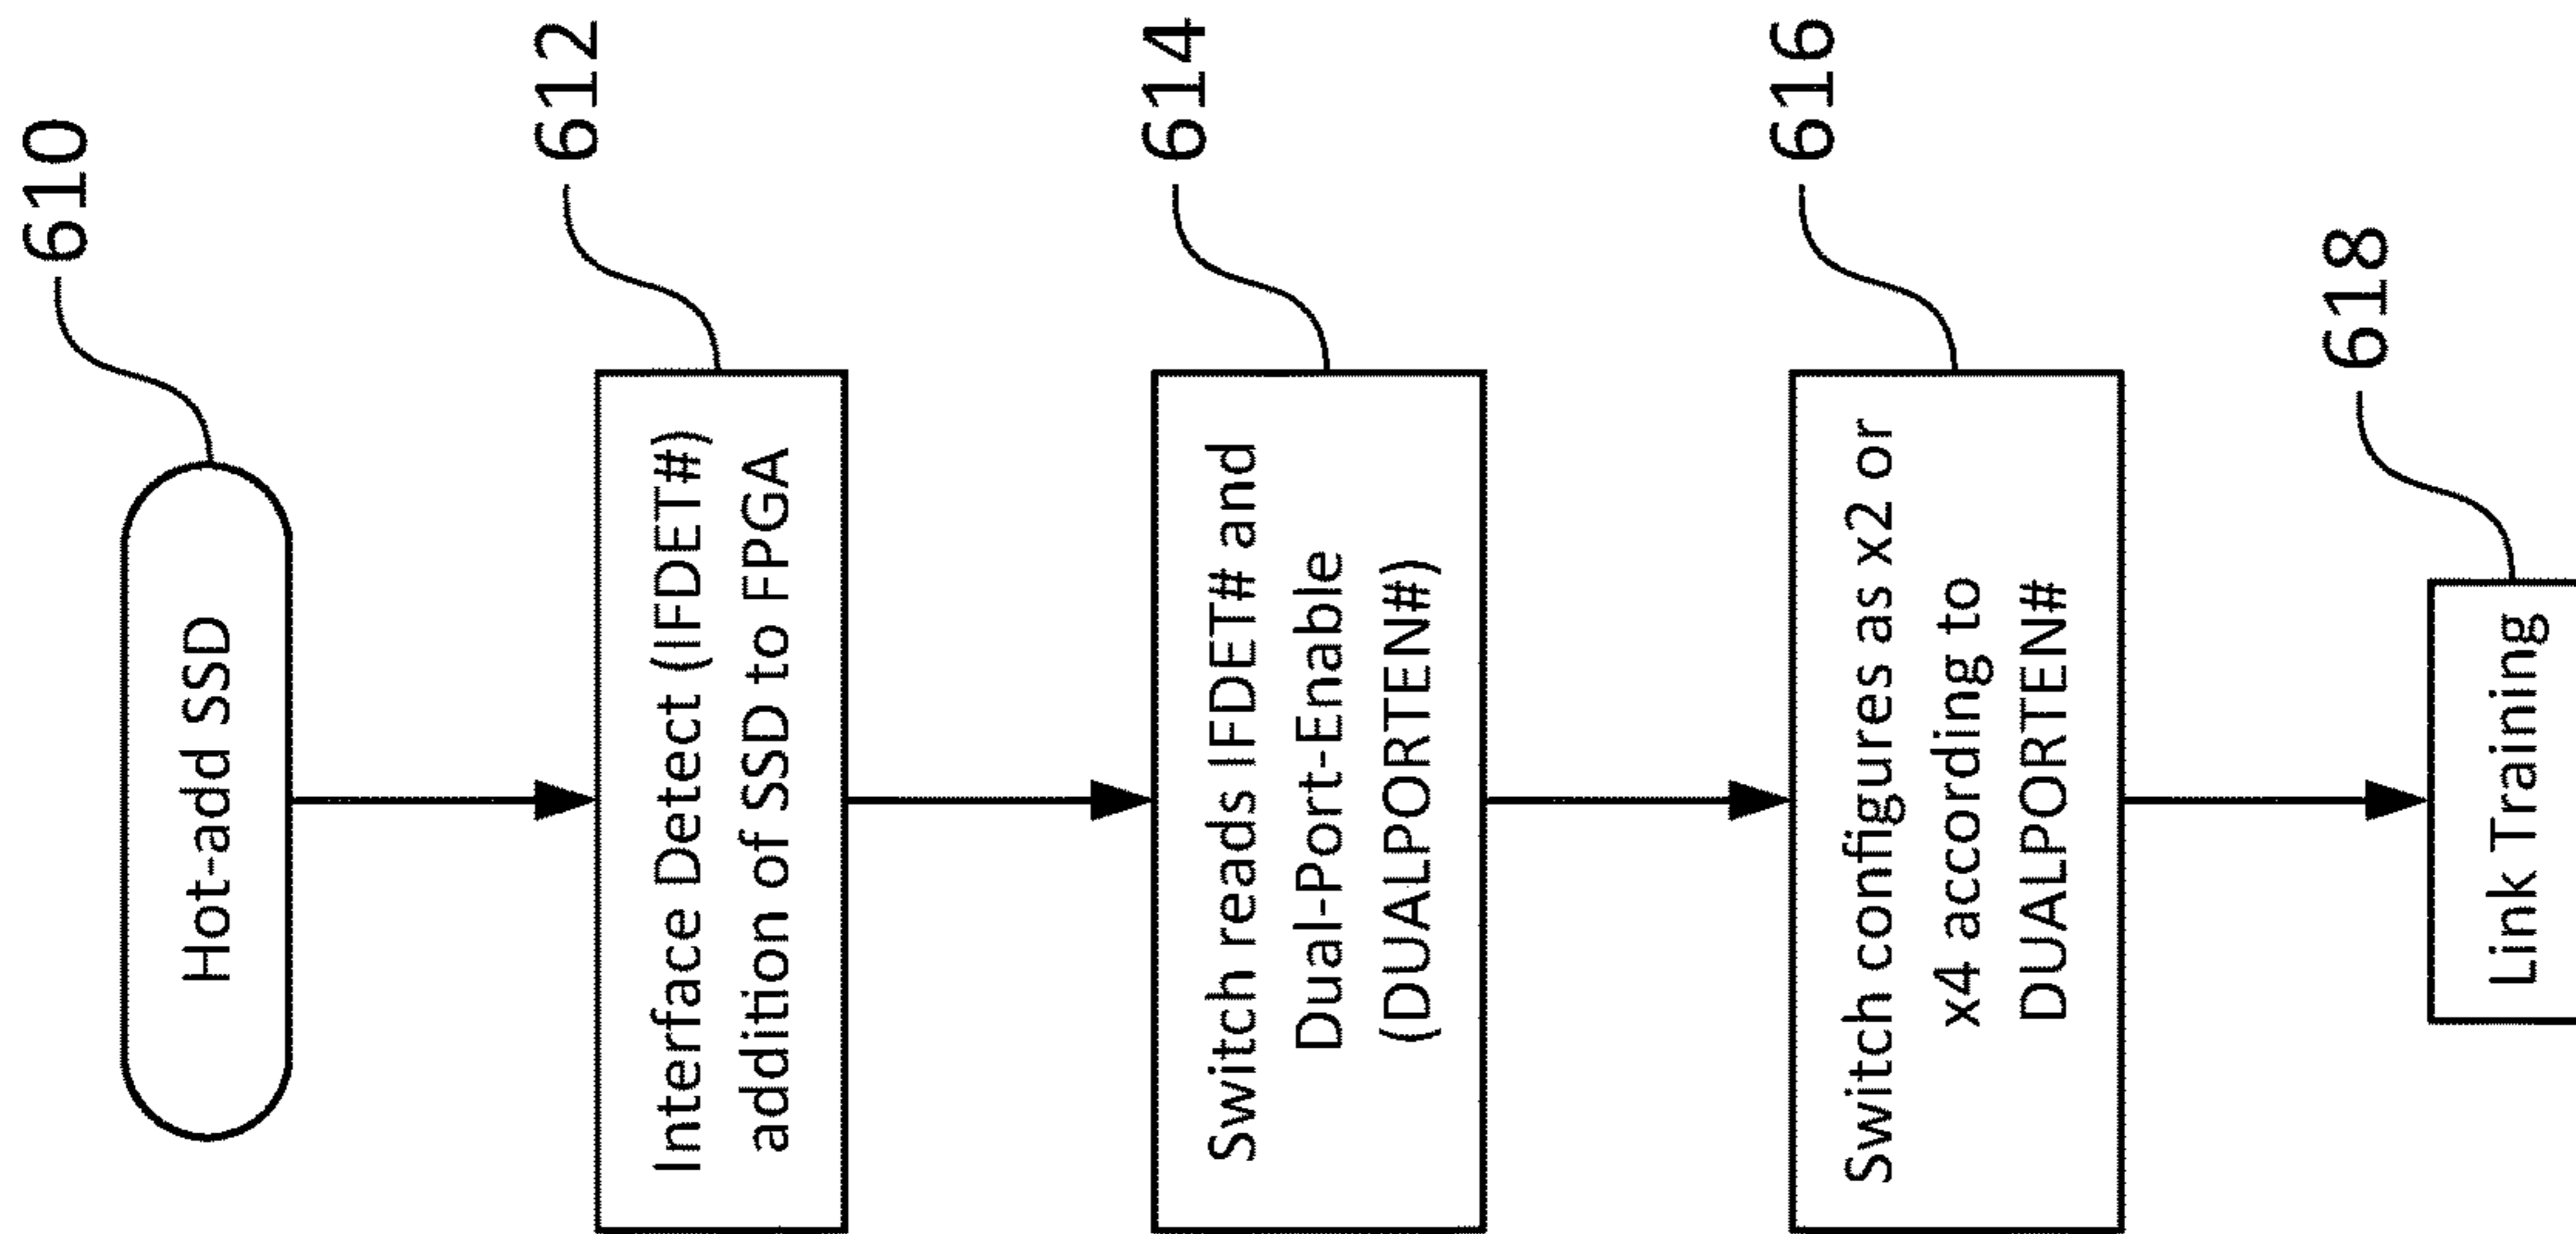 610
Hot-add SSD
612
Interface Detect (IFDET#)
addition of SSD to FPGA
614
Switch reads IFDET# and
Dual-Port-Enable
(DUALPORTEN#)
616
Switch configures as x2 or
x4 according to
DUALPORTEN#
618
Link Training